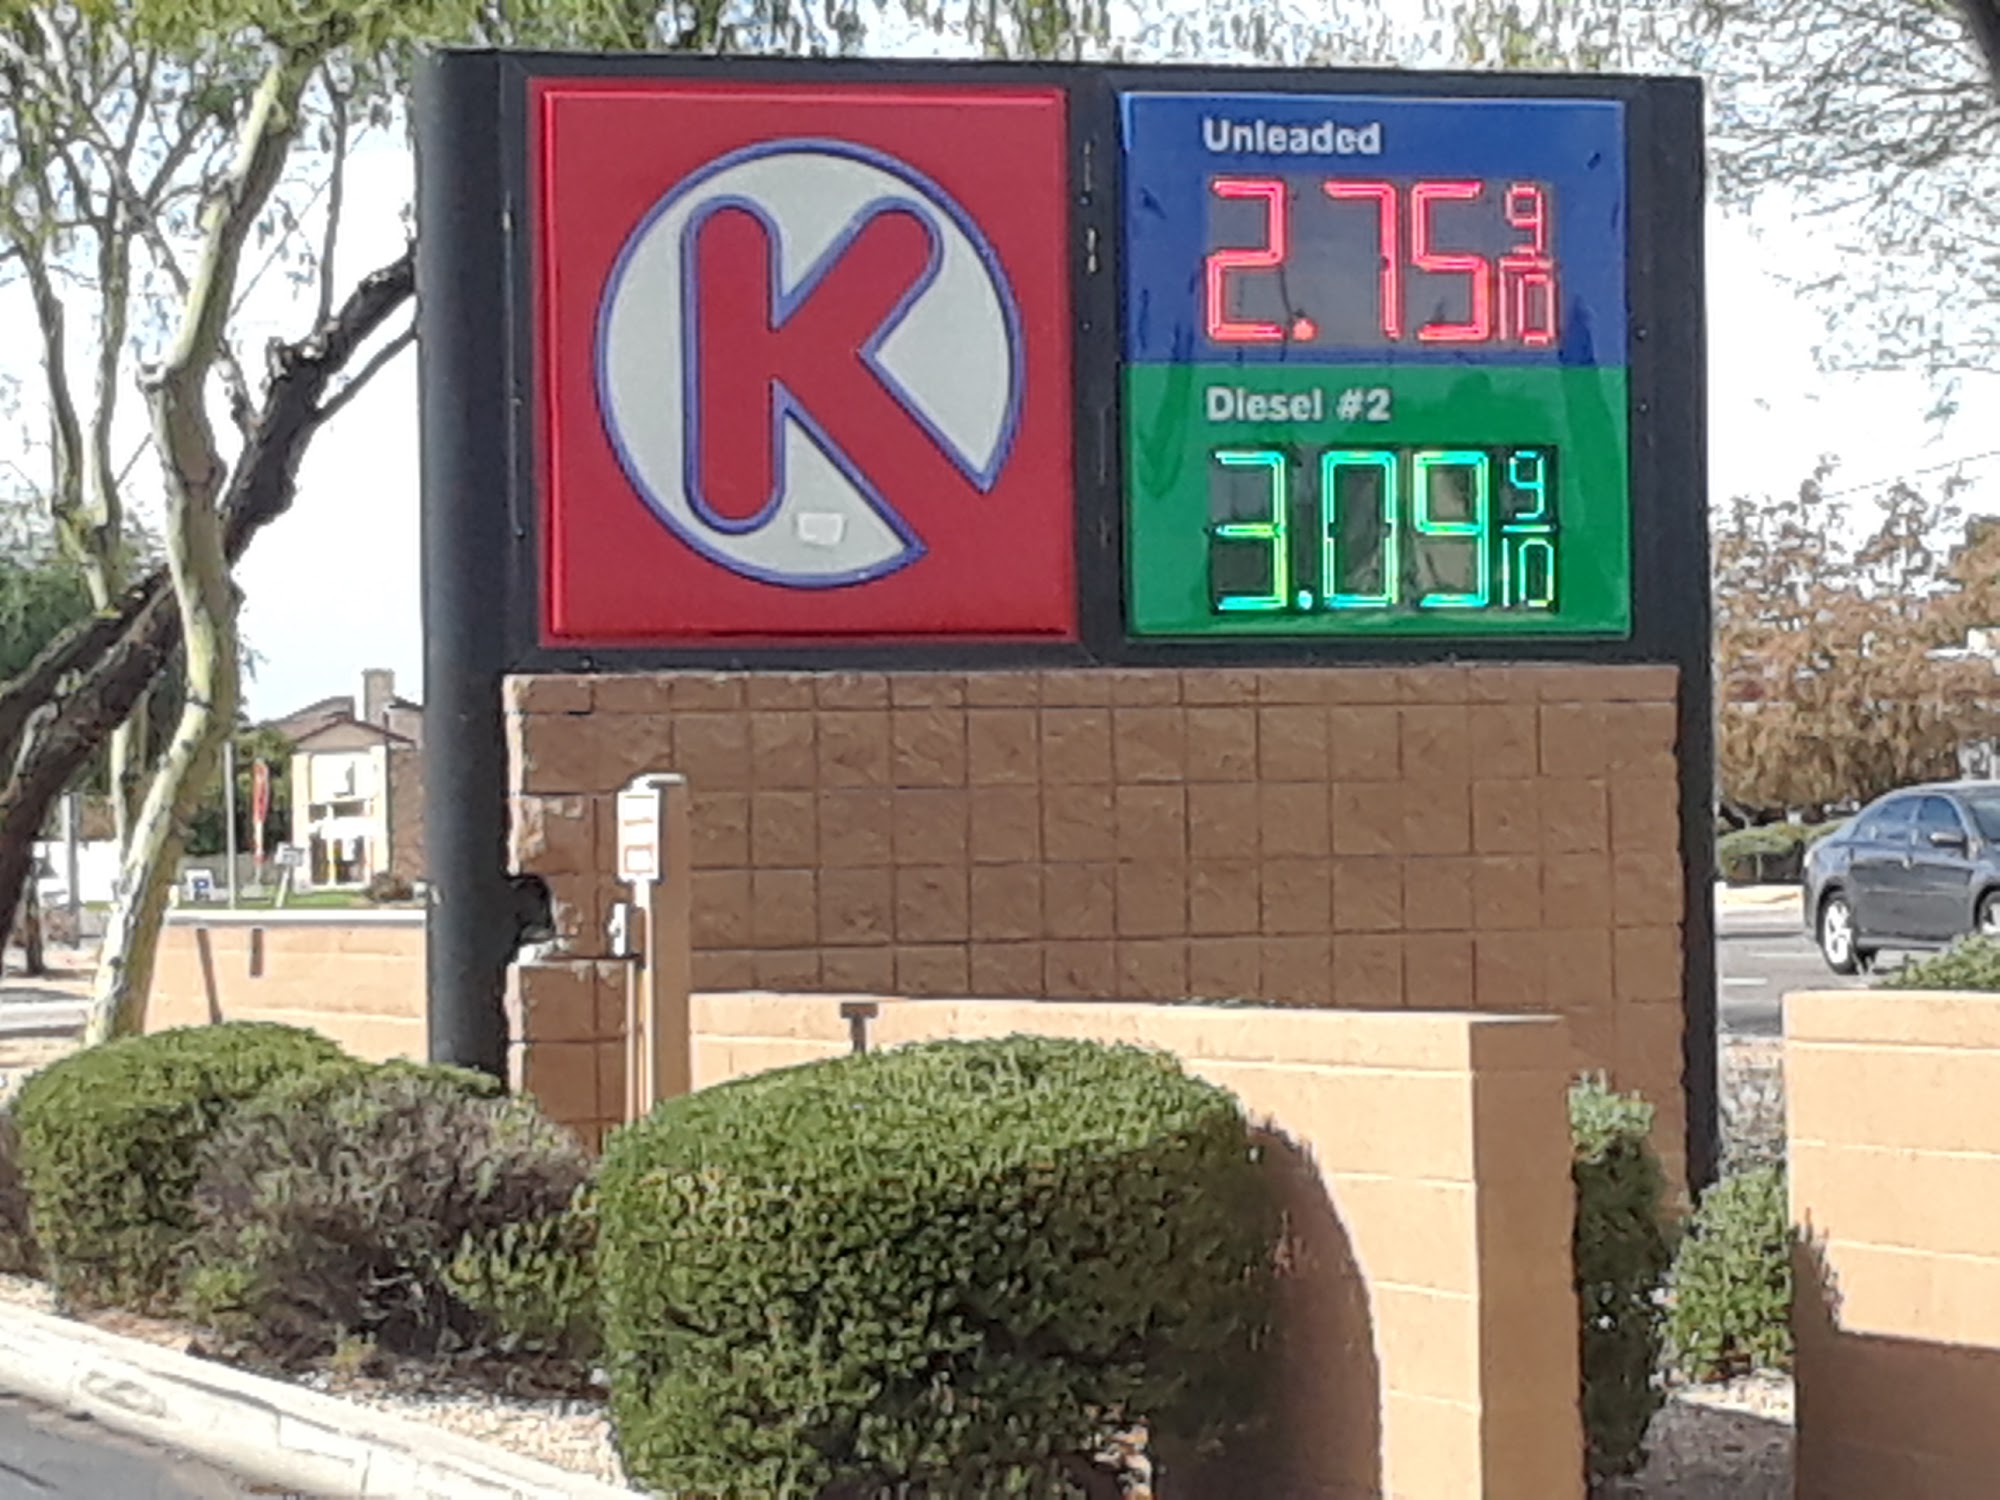 K
Unleaded
2.75 9/10
Diesel #2
3.09 9/10